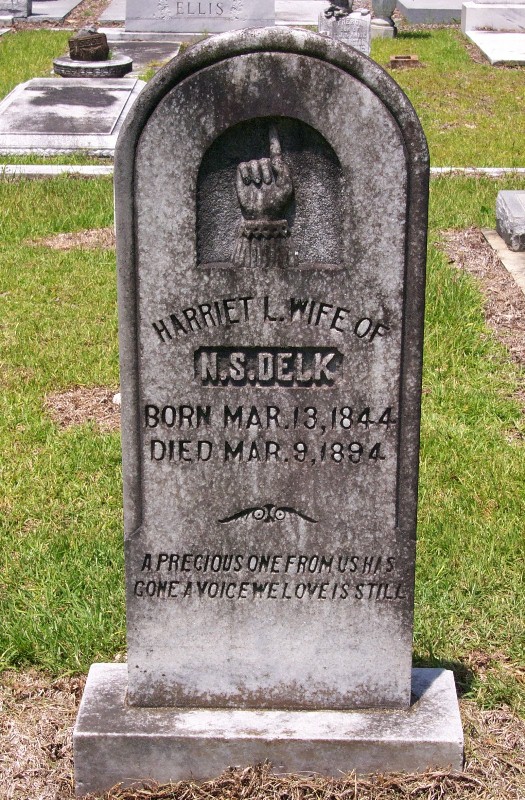 ELLIS
HARRIET L. WIFE OF
N.S. DELK
BORN MAR. 13, 1844
DIED MAR. 9, 1894
A PRECIOUS ONE FROM US HAS
GONE A VOICE WE LOVE IS STILL